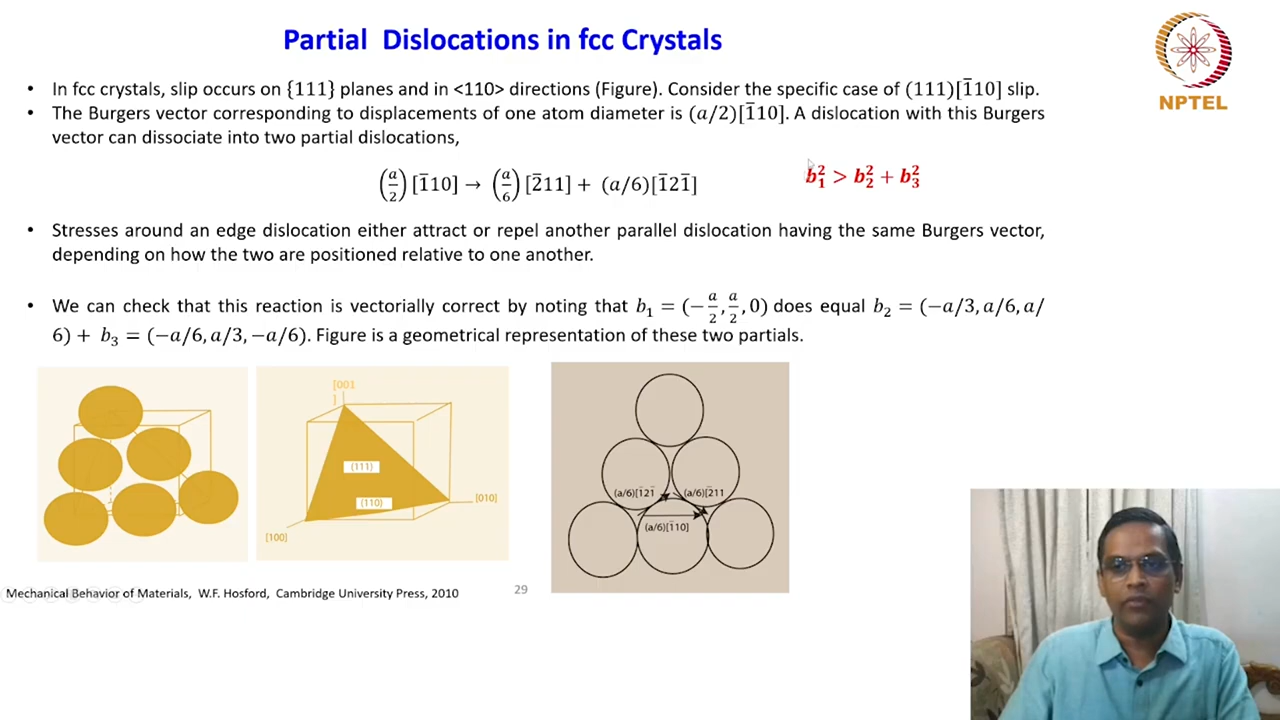 Partial Dislocations in fcc Crystals
NPTEL
• In fcc crystals, slip occurs on {111} planes and in <110> directions (Figure). Consider the specific case of (111)[1̄10] slip.
• The Burgers vector corresponding to displacements of one atom diameter is (a/2)[1̄10]. A dislocation with this Burgers
vector can dissociate into two partial dislocations,
(a/2)[1̄10] → (a/6)[2̄11] + (a/6)[1̄21̄]
b₁² > b₂² + b₃²
• Stresses around an edge dislocation either attract or repel another parallel dislocation having the same Burgers vector,
depending on how the two are positioned relative to one another.
• We can check that this reaction is vectorially correct by noting that b₁ = (−a/2, a/2, 0) does equal b₂ = (−a/3, a/6, a/
6) + b₃ = (−a/6, a/3, −a/6). Figure is a geometrical representation of these two partials.
[001
]
(111)
(110)
[010]
[100]
(a/6)[1̄21̄
(a/6)[2̄11
(a/6)[1̄10]
Mechanical Behavior of Materials, W.F. Hosford, Cambridge University Press, 2010
29